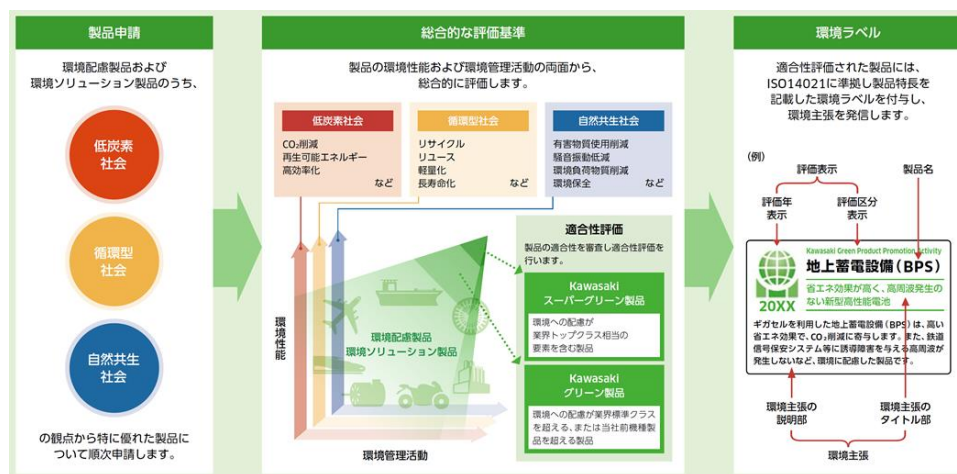 製品申請
環境配慮製品および
環境ソリューション製品のうち、
低炭素
社会
循環型
社会
自然共生
社会
の観点から特に優れた製品に
ついて順次申請します。
総合的な評価基準
製品の環境性能および環境管理活動の両面から、
総合的に評価します。
低炭素社会
CO₂削減
再生可能エネルギー
高効率化
など
循環型社会
リサイクル
リユース
軽量化
長寿命化
など
自然共生社会
有害物質使用削減
騒音振動低減
環境負荷物質削減
環境保全
など
環境性能
環境配慮製品
環境ソリューション製品
環境管理活動
適合性評価
製品の適合性を審査し適合性評価を
行います。
Kawasaki
スーパーグリーン製品
環境への配慮が
業界トップクラス相当の
要素を含む製品
Kawasaki
グリーン製品
環境への配慮が業界標準クラス
を超える、または当社前機種製
品を超える製品
環境ラベル
適合性評価された製品には、
ISO14021に準拠し製品特長を
記載した環境ラベルを付与し、
環境主張を発信します。
(例)
評価表示
製品名
評価年
表示
評価区分
表示
Kawasaki Green Product Promotion Activity
地上蓄電設備(BPS)
省エネ効果が高く、高周波発生の
ない新型高性能電池
20XX
ギガセルを利用した地上蓄電設備(BPS)は、高い
省エネ効果で、CO₂削減に寄与します。また、鉄道
信号保安システム等に誘導障害を与える高周波が
発生しないなど、環境に配慮した製品です。
環境主張の
説明部
環境主張の
タイトル部
環境主張